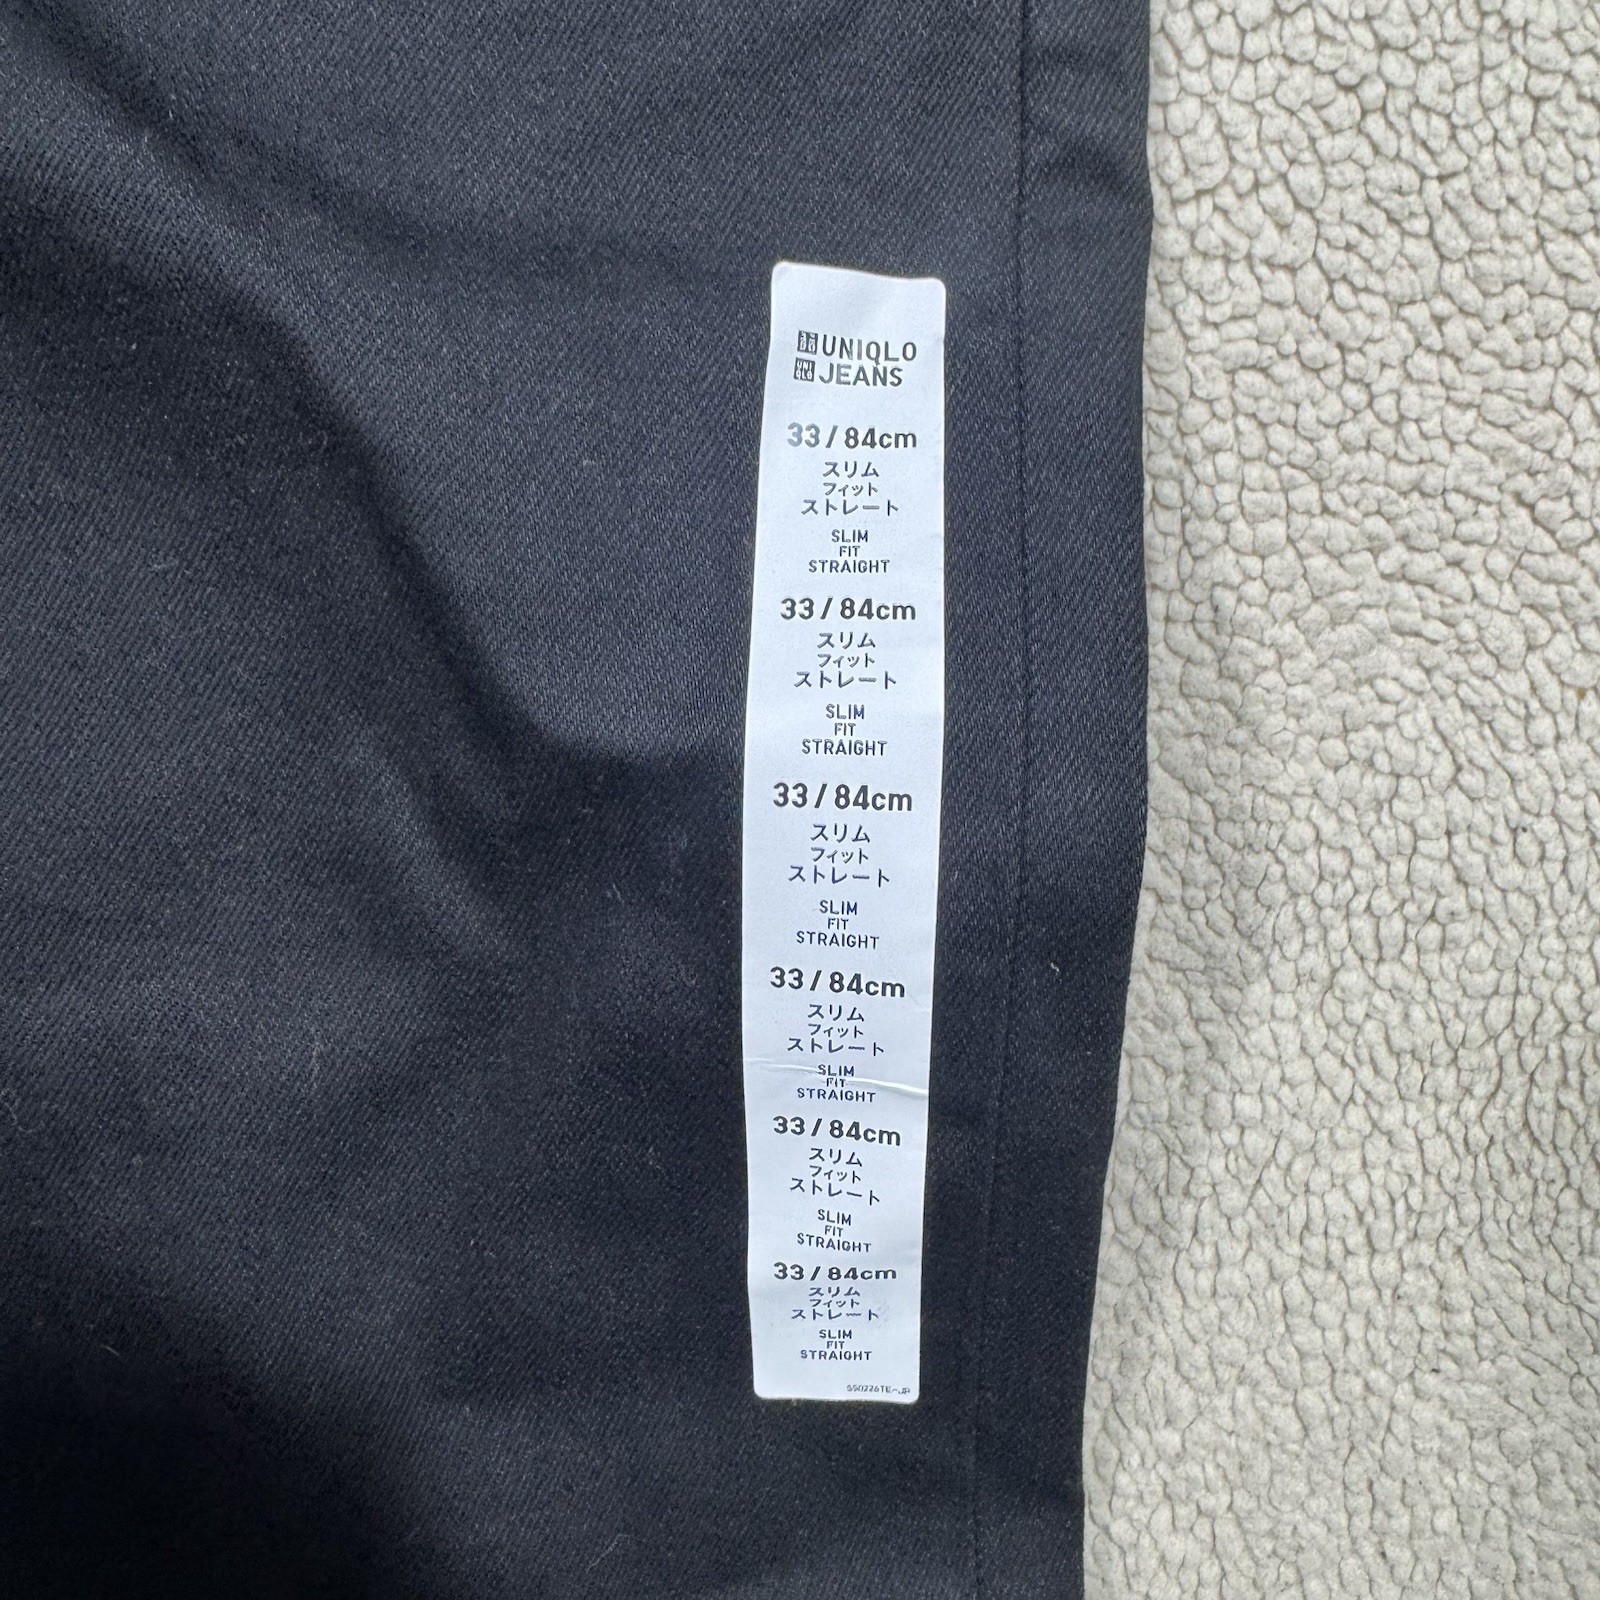 UNIQLO
JEANS
33/84cm
スリム
フィット
ストレート
SLIM
FIT
STRAIGHT
33/84cm
スリム
フィット
ストレート
SLIM
FIT
STRAIGHT
33/84cm
スリム
フィット
ストレート
SLIM
FIT
STRAIGHT
33/84cm
スリム
フィット
ストレート
SLIM
FIT
STRAIGHT
33/84cm
スリム
フィット
ストレート
SLIM
FIT
STRAIGHT
33/84cm
スリム
フィット
ストレート
SLIM
FIT
STRAIGHT